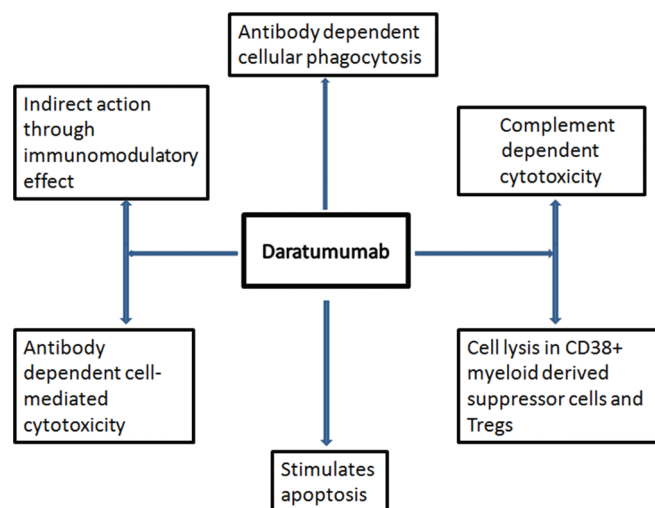 Antibody dependent
cellular phagocytosis
Indirect action
through
immunomodulatory
effect
Complement
dependent
cytotoxicity
Daratumumab
Antibody
dependent cell-
mediated
cytotoxicity
Cell lysis in CD38+
myeloid derived
suppressor cells and
Tregs
Stimulates
apoptosis